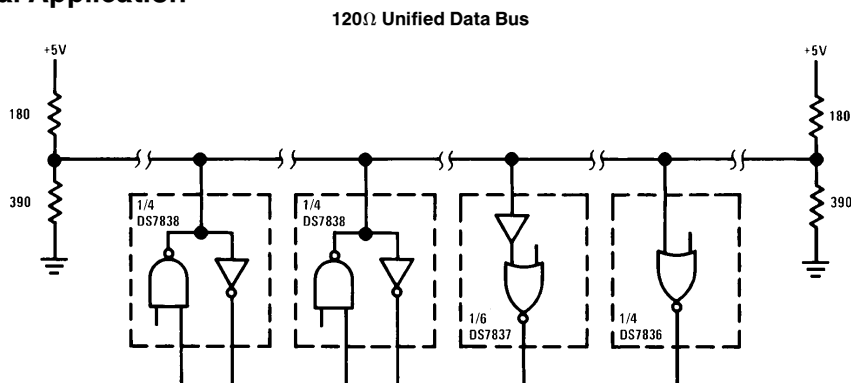 al Application
120Ω Unified Data Bus
+5V
+5V
180
180
390
390
1/4
DS7838
1/4
DS7838
1/6
DS7837
1/4
DS7836